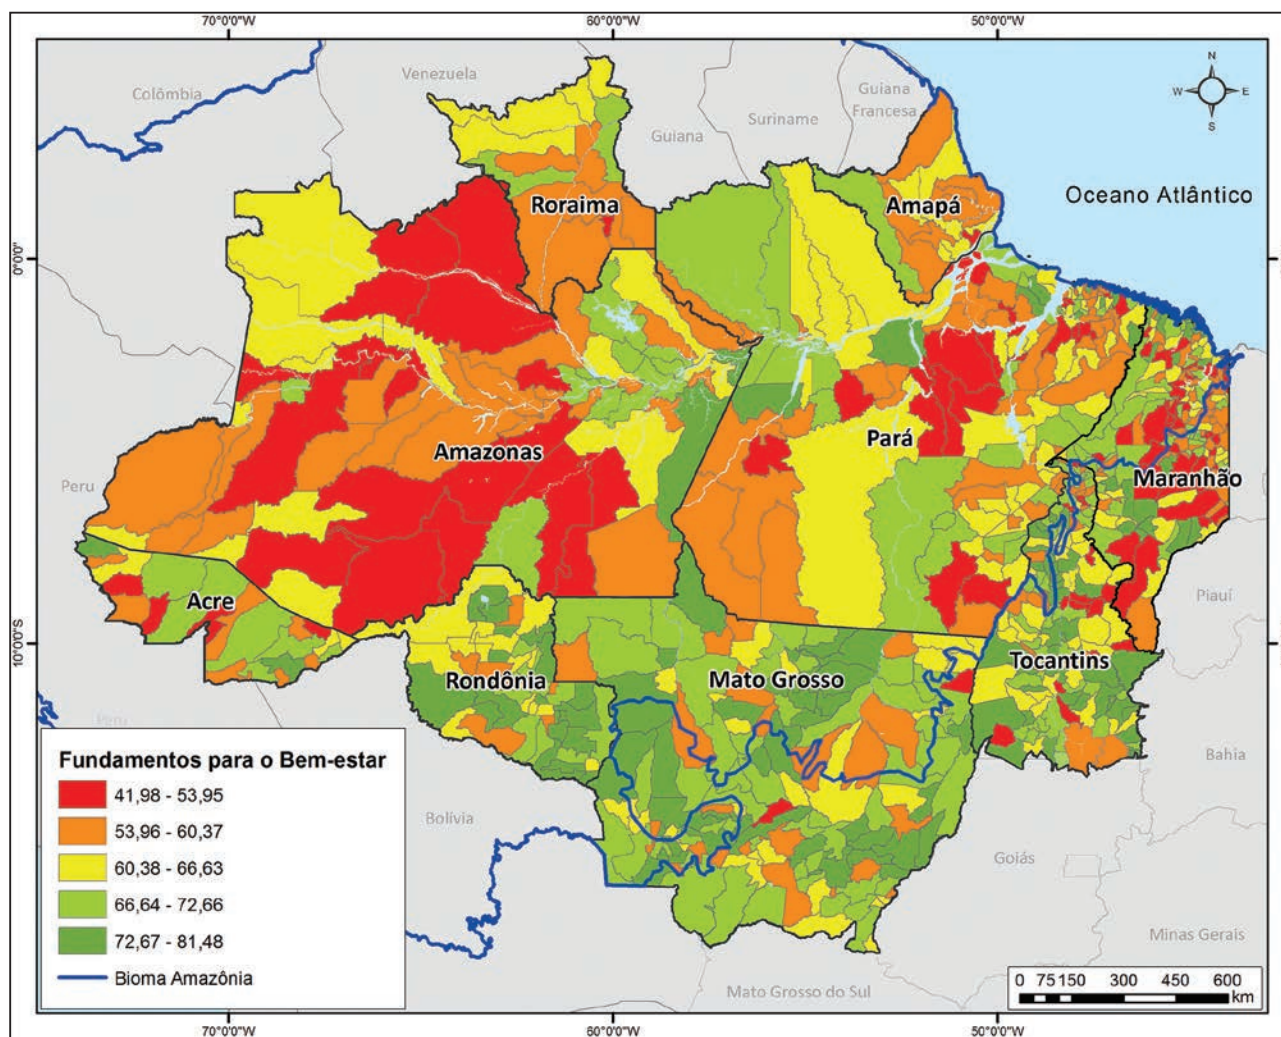 70°0'0"W 60°0'0"W 50°0'0"W
N
W E
S
Venezuela
Colômbia
Guiana
Suriname
Guiana
Francesa
Oceano Atlântico
Roraima
Amapá
0°0'0"
Amazonas
Pará
Maranhão
Peru
Piauí
Acre
10°0'0"S
Rondônia
Mato Grosso
Tocantins
Peru
Bahia
Bolívia
Goiás
Minas Gerais
Mato Grosso do Sul
Fundamentos para o Bem-estar
41,98 - 53,95
53,96 - 60,37
60,38 - 66,63
66,64 - 72,66
72,67 - 81,48
Bioma Amazônia
0 75 150 300 450 600
km
70°0'0"W 60°0'0"W 50°0'0"W